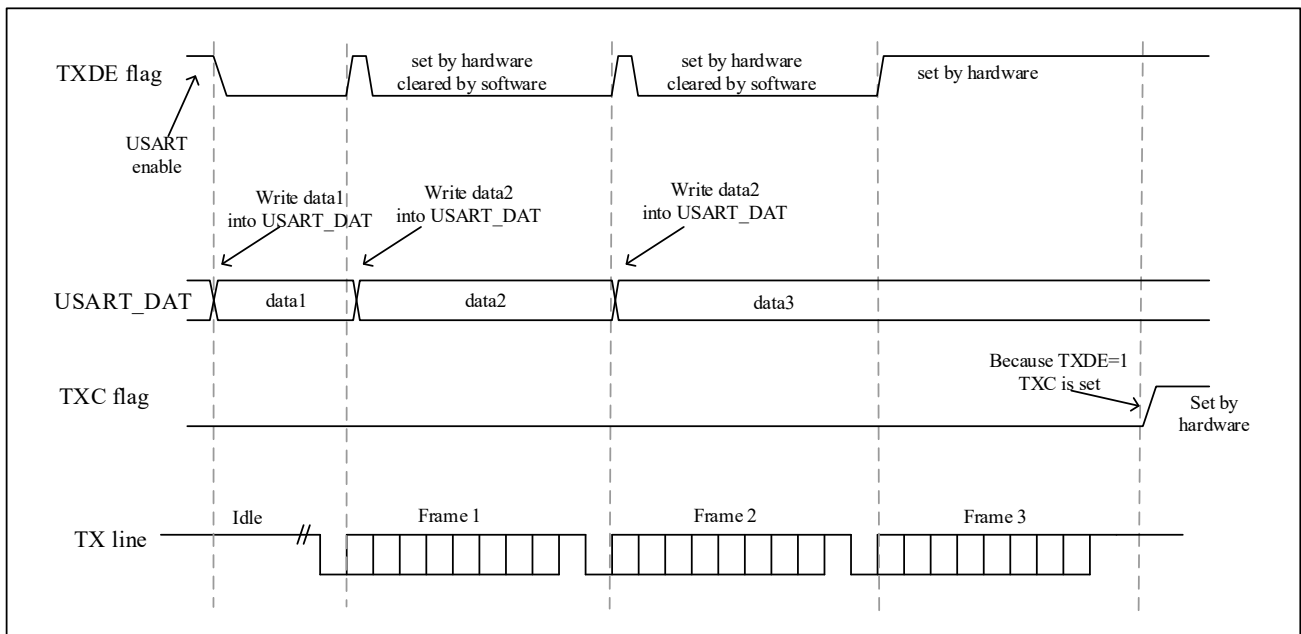 TXDE flag
set by hardware
cleared by software
set by hardware
cleared by software
set by hardware
USART
enable
Write data1
into USART_DAT
Write data2
into USART_DAT
Write data2
into USART_DAT
USART_DAT
data1
data2
data3
Because TXDE=1
TXC is set
TXC flag
Set by
hardware
Idle
Frame 1
Frame 2
Frame 3
TX line